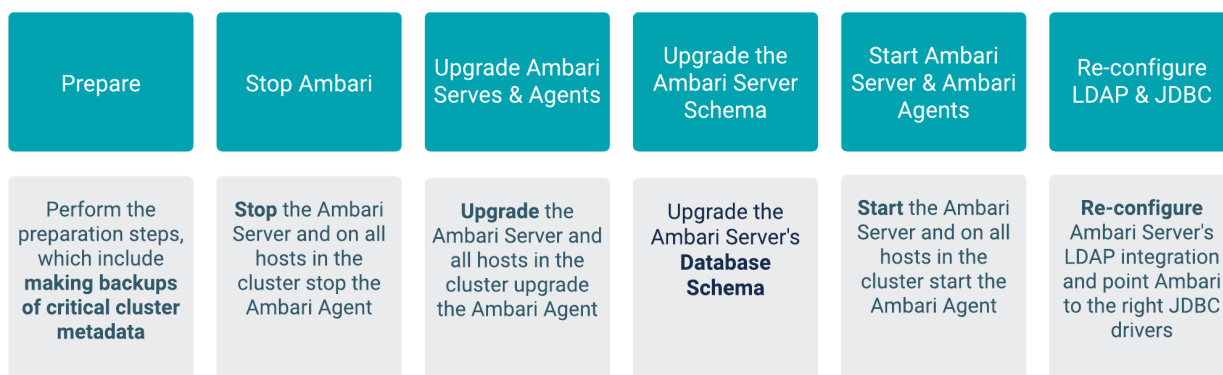 Prepare
Stop Ambari
Upgrade Ambari
Serves & Agents
Upgrade the
Ambari Server
Schema
Start Ambari
Server & Ambari
Agents
Re-configure
LDAP & JDBC
Perform the
preparation steps,
which include
making backups
of critical cluster
metadata
Stop the Ambari
Server and on all
hosts in the
cluster stop the
Ambari Agent
Upgrade the
Ambari Server and
all hosts in the
cluster upgrade
the Ambari Agent
Upgrade the
Ambari Server's
Database
Schema
Start the Ambari
Server and on all
hosts in the
cluster start the
Ambari Agent
Re-configure
Ambari Server's
LDAP integration
and point Ambari
to the right JDBC
drivers